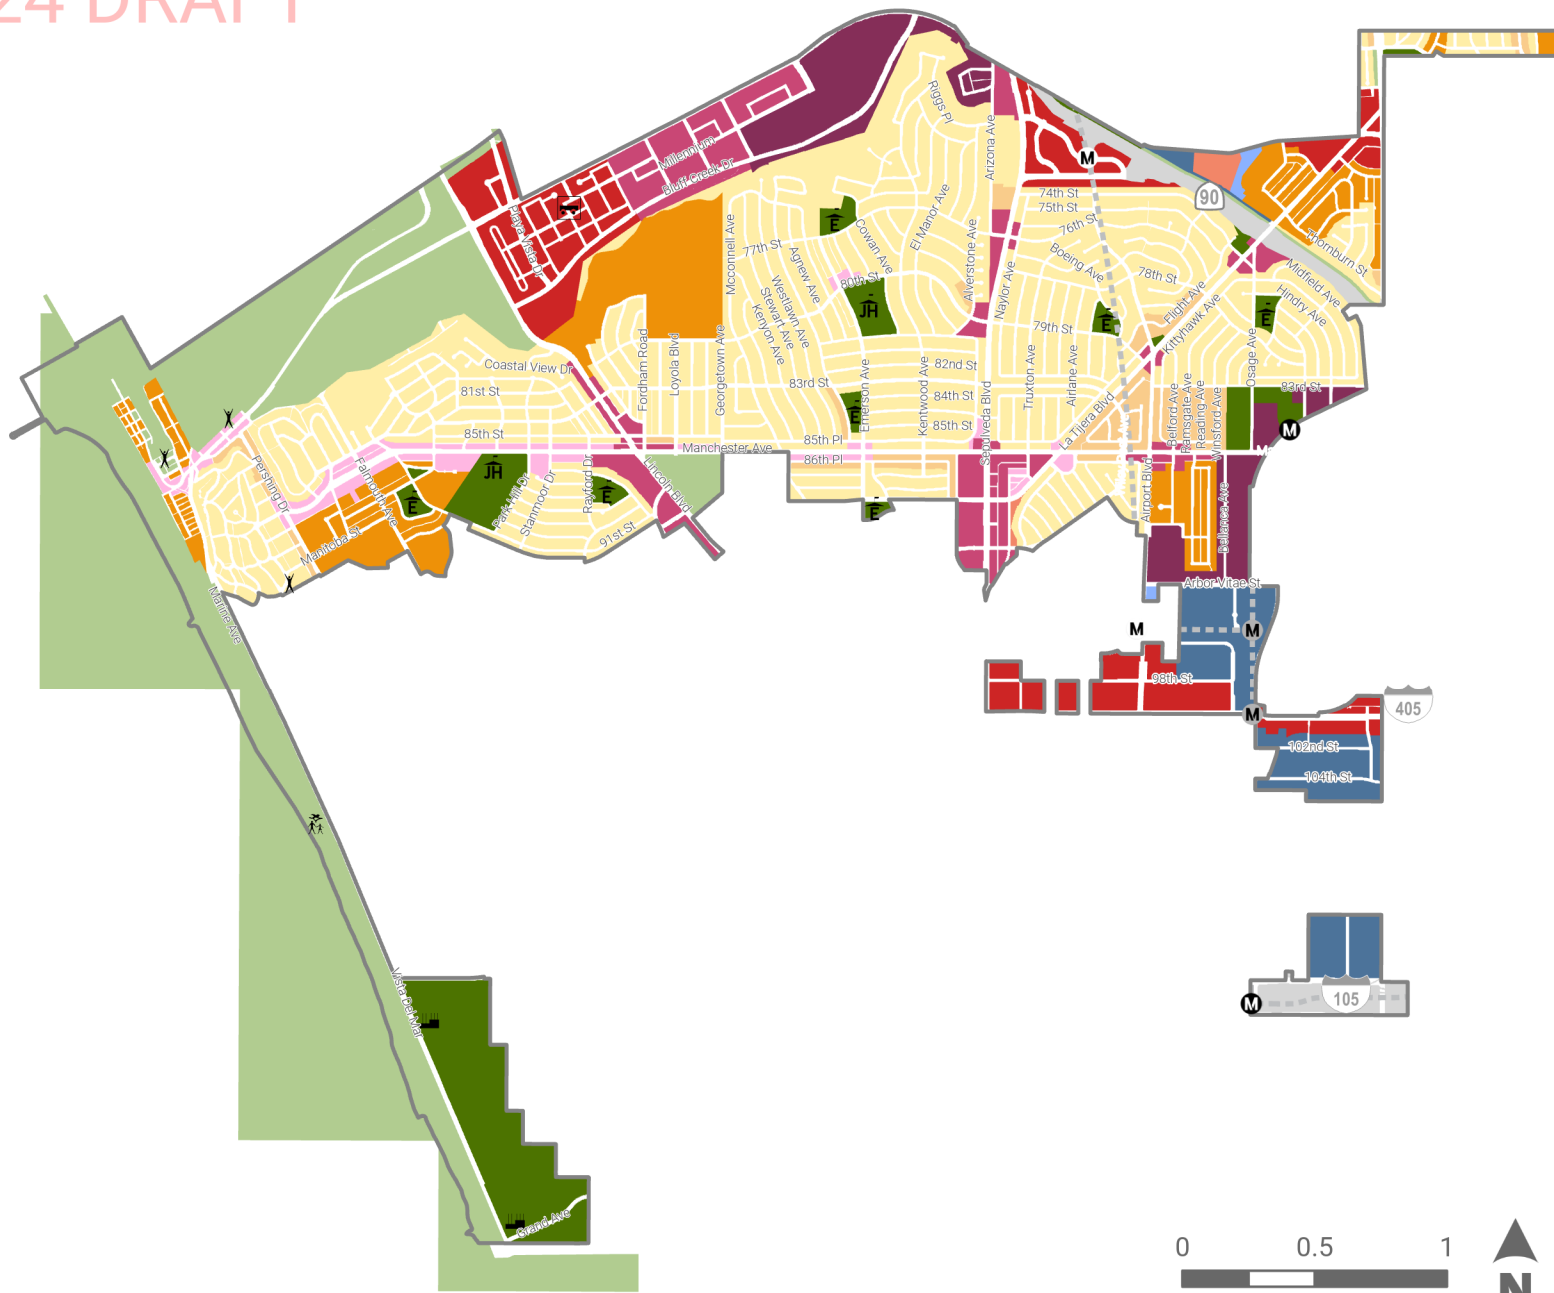 24 DRAFT
Riggs Pl
Arizona Ave
Millennium
Bluff Creek Dr
M
90
74th St
75th St
76th St
Playa Vista Dr
Mcconnell Ave
77th St
Agnew Ave
Westlawn Ave
Stewart Ave
Kenyon Ave
E
Cowan Ave
El Manor Ave
80th St
JH
Alverstone Ave
Naylor Ave
Boeing Ave
78th St
Flight Ave
Kittyhawk Ave
Thornburn St
Midfield Ave
Hindry Ave
E
E
79th St
Osage Ave
Coastal View Dr
Fordham Road
Loyola Blvd
Georgetown Ave
81st St
83rd St
82nd St
84th St
85th St
Emerson Ave
E
Kentwood Ave
Sepulveda Blvd
Truxton Ave
Airlane Ave
La Tijera Blvd
Belford Ave
Ramsgate Ave
Reading Ave
Winsford Ave
83rd St
M
85th St
Manchester Ave
85th Pl
86th Pl
M
Pershing Dr
Falmouth Ave
JH
E
Park Hill Dr
Stanmoor Dr
Rayford Dr
E
Lincoln Blvd
91st St
Manitoba St
E
Airport Blvd
Bellanca Ave
Arbor Vitae St
Marine Ave
M
M
98th St
M
405
102nd St
104th St
Vista Del Mar
M
105
Grand Ave
0
0.5
1
N